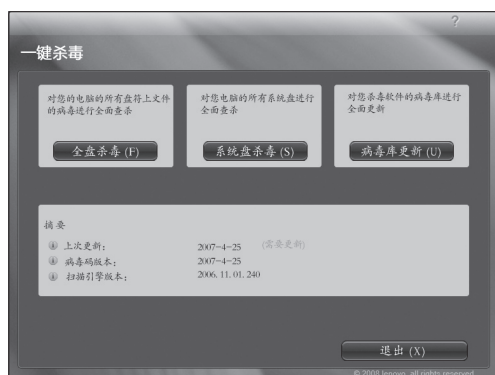 ?
一键杀毒
对您的电脑的所有盘符上文件
的病毒进行全面查杀
全盘杀毒 (F)
对您电脑的所有系统盘进行
全面查杀
系统盘杀毒 (S)
对您杀毒软件的病毒库进行
全面更新
病毒库更新 (U)
摘要
上次更新: 2007-4-25 (需要更新)
病毒码版本: 2007-4-25
扫描引擎版本: 2006.11.01.240
退出 (X)
© 2008 lenovo. all rights reserved